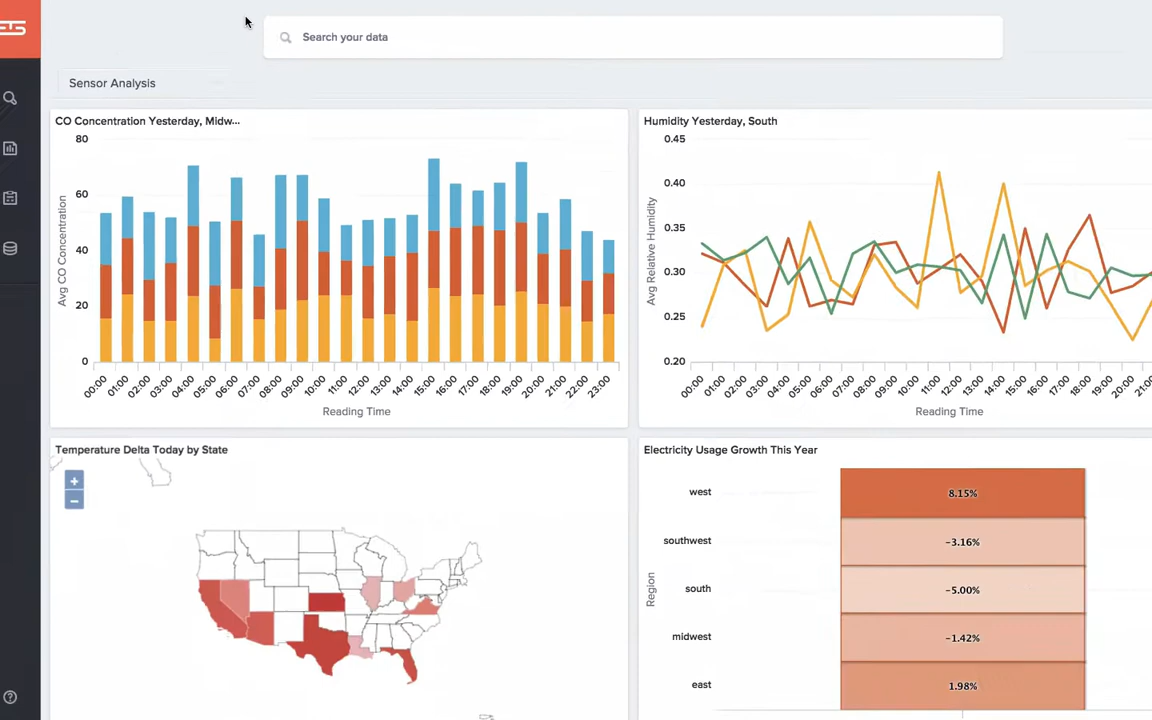 Search your data
Sensor Analysis
CO Concentration Yesterday, Midw...
80
60
40
20
0
Avg CO Concentration
00:00 01:00 02:00 03:00 04:00 05:00 06:00 07:00 08:00 09:00 10:00 11:00 12:00 13:00 14:00 15:00 16:00 17:00 18:00 19:00 20:00 21:00 22:00 23:00
Reading Time
Humidity Yesterday, South
0.45
0.40
0.35
0.30
0.25
0.20
Avg Relative Humidity
00:00 01:00 02:00 03:00 04:00 05:00 06:00 07:00 08:00 09:00 10:00 11:00 12:00 13:00 14:00 15:00 16:00 17:00 18:00 19:00 20:00
Reading Time
Temperature Delta Today by State
+
−
Electricity Usage Growth This Year
Region
west 8.15%
southwest −3.16%
south −5.00%
midwest −1.42%
east 1.98%
?